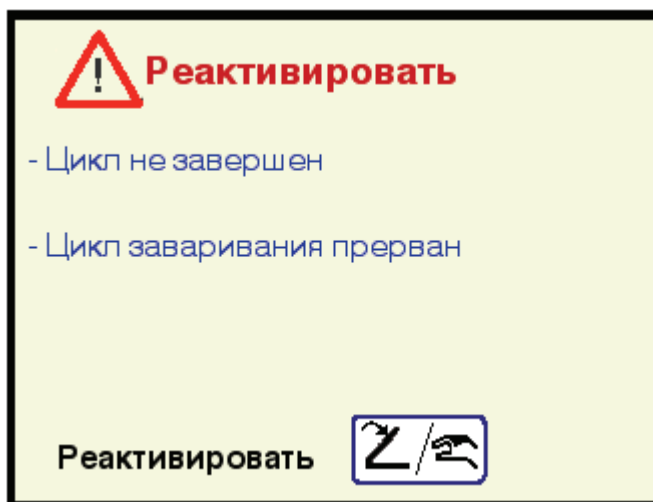 Реактивировать
- Цикл не завершен
- Цикл заваривания прерван
Реактивировать